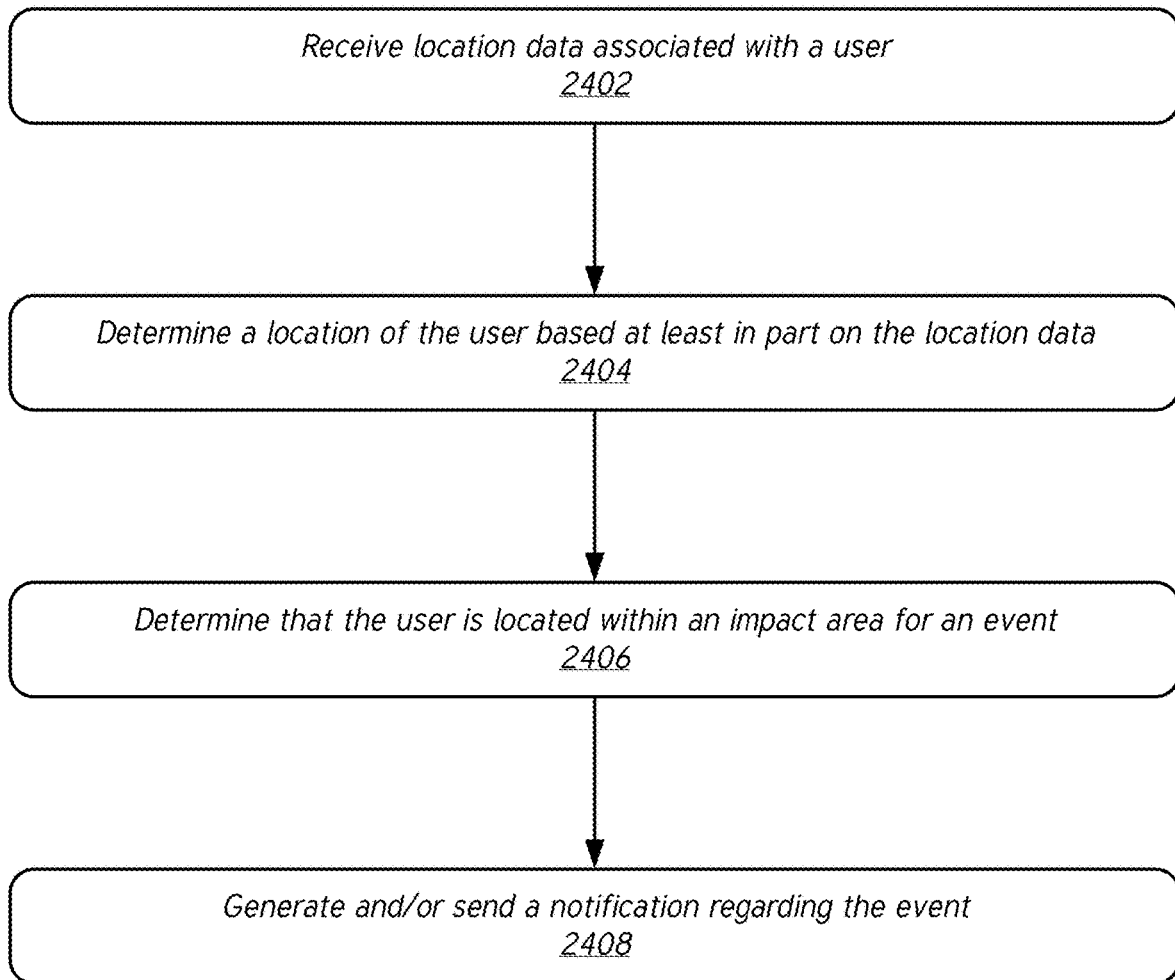 Receive location data associated with a user
2402
Determine a location of the user based at least in part on the location data
2404
Determine that the user is located within an impact area for an event
2406
Generate and/or send a notification regarding the event
2408